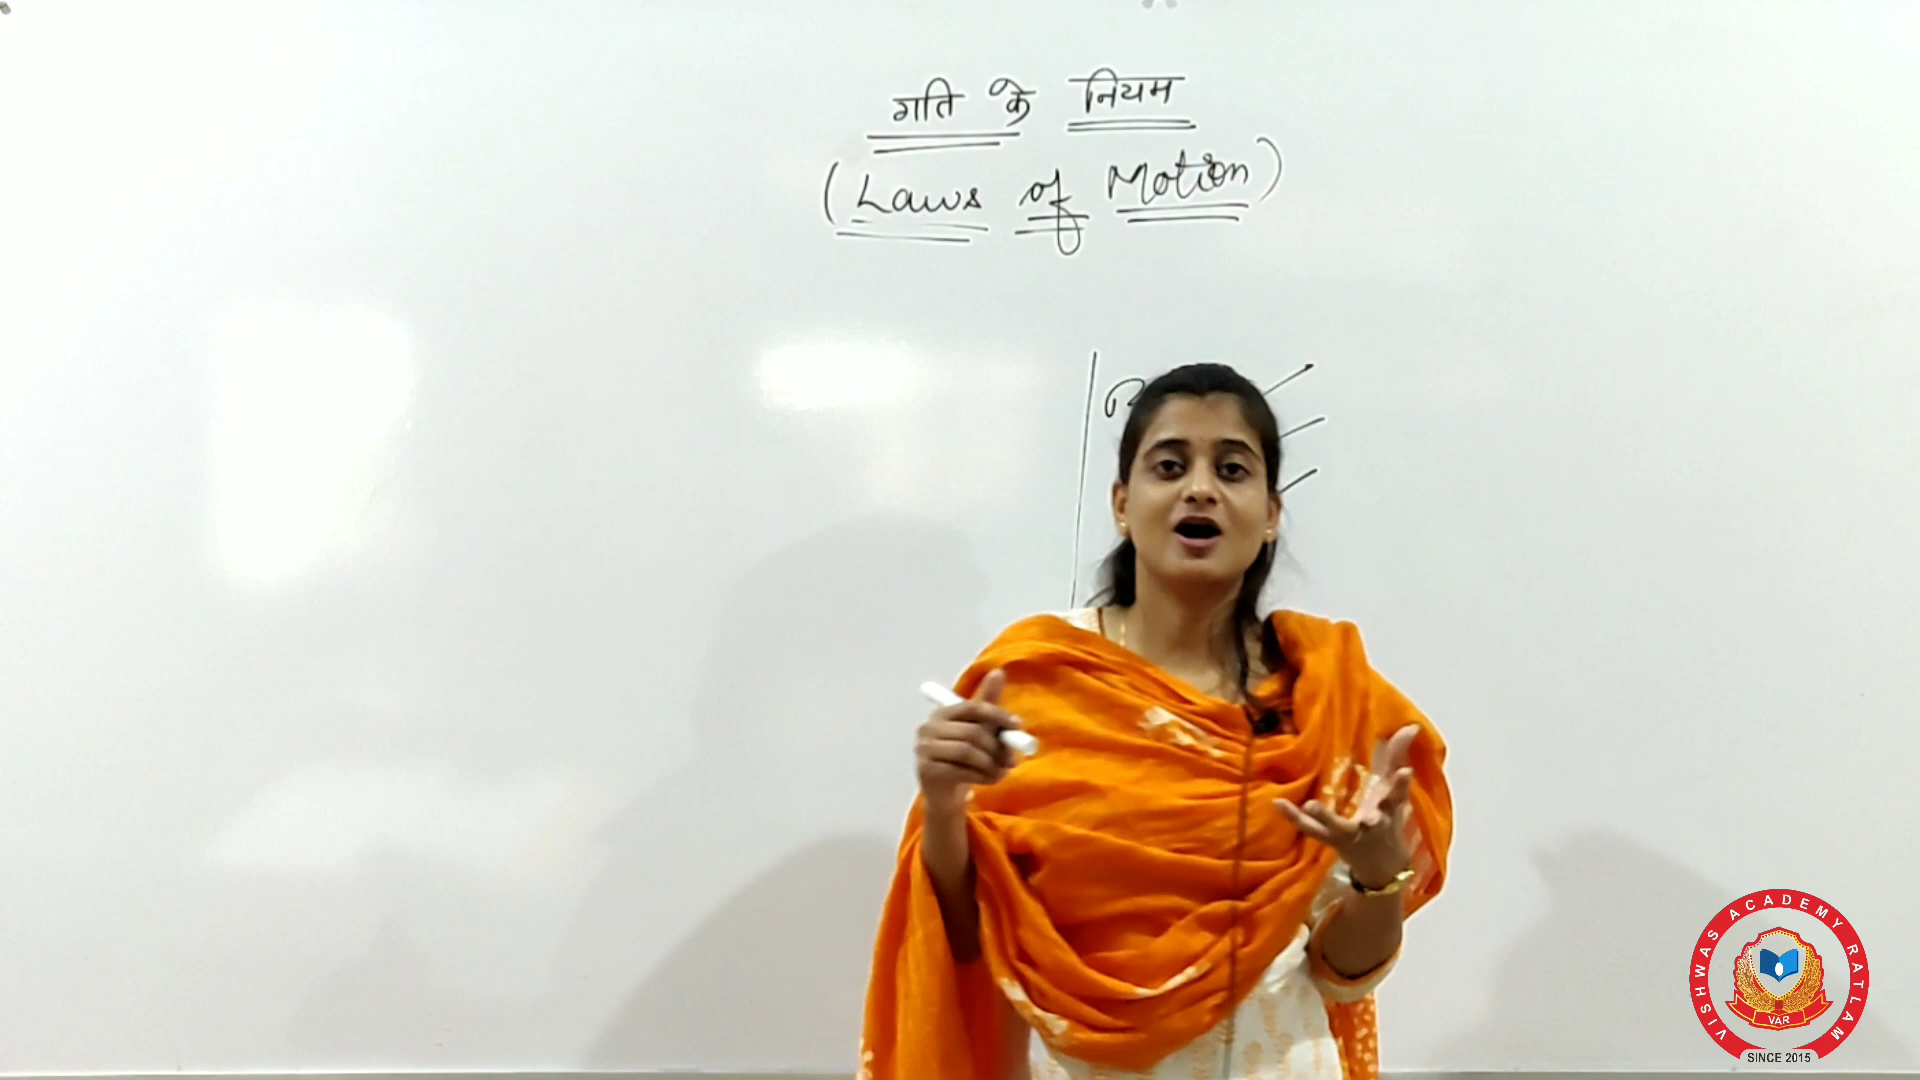 गति के नियम
(Laws of Motion)
VISHWAS ACADEMY RATLAM
VAR
SINCE 2015